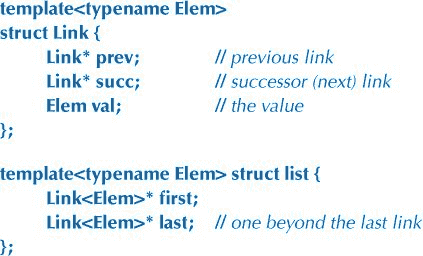 template<typename Elem>
struct Link {
Link* prev; // previous link
Link* succ; // successor (next) link
Elem val; // the value
};
template<typename Elem> struct list {
Link<Elem>* first;
Link<Elem>* last; // one beyond the last link
};